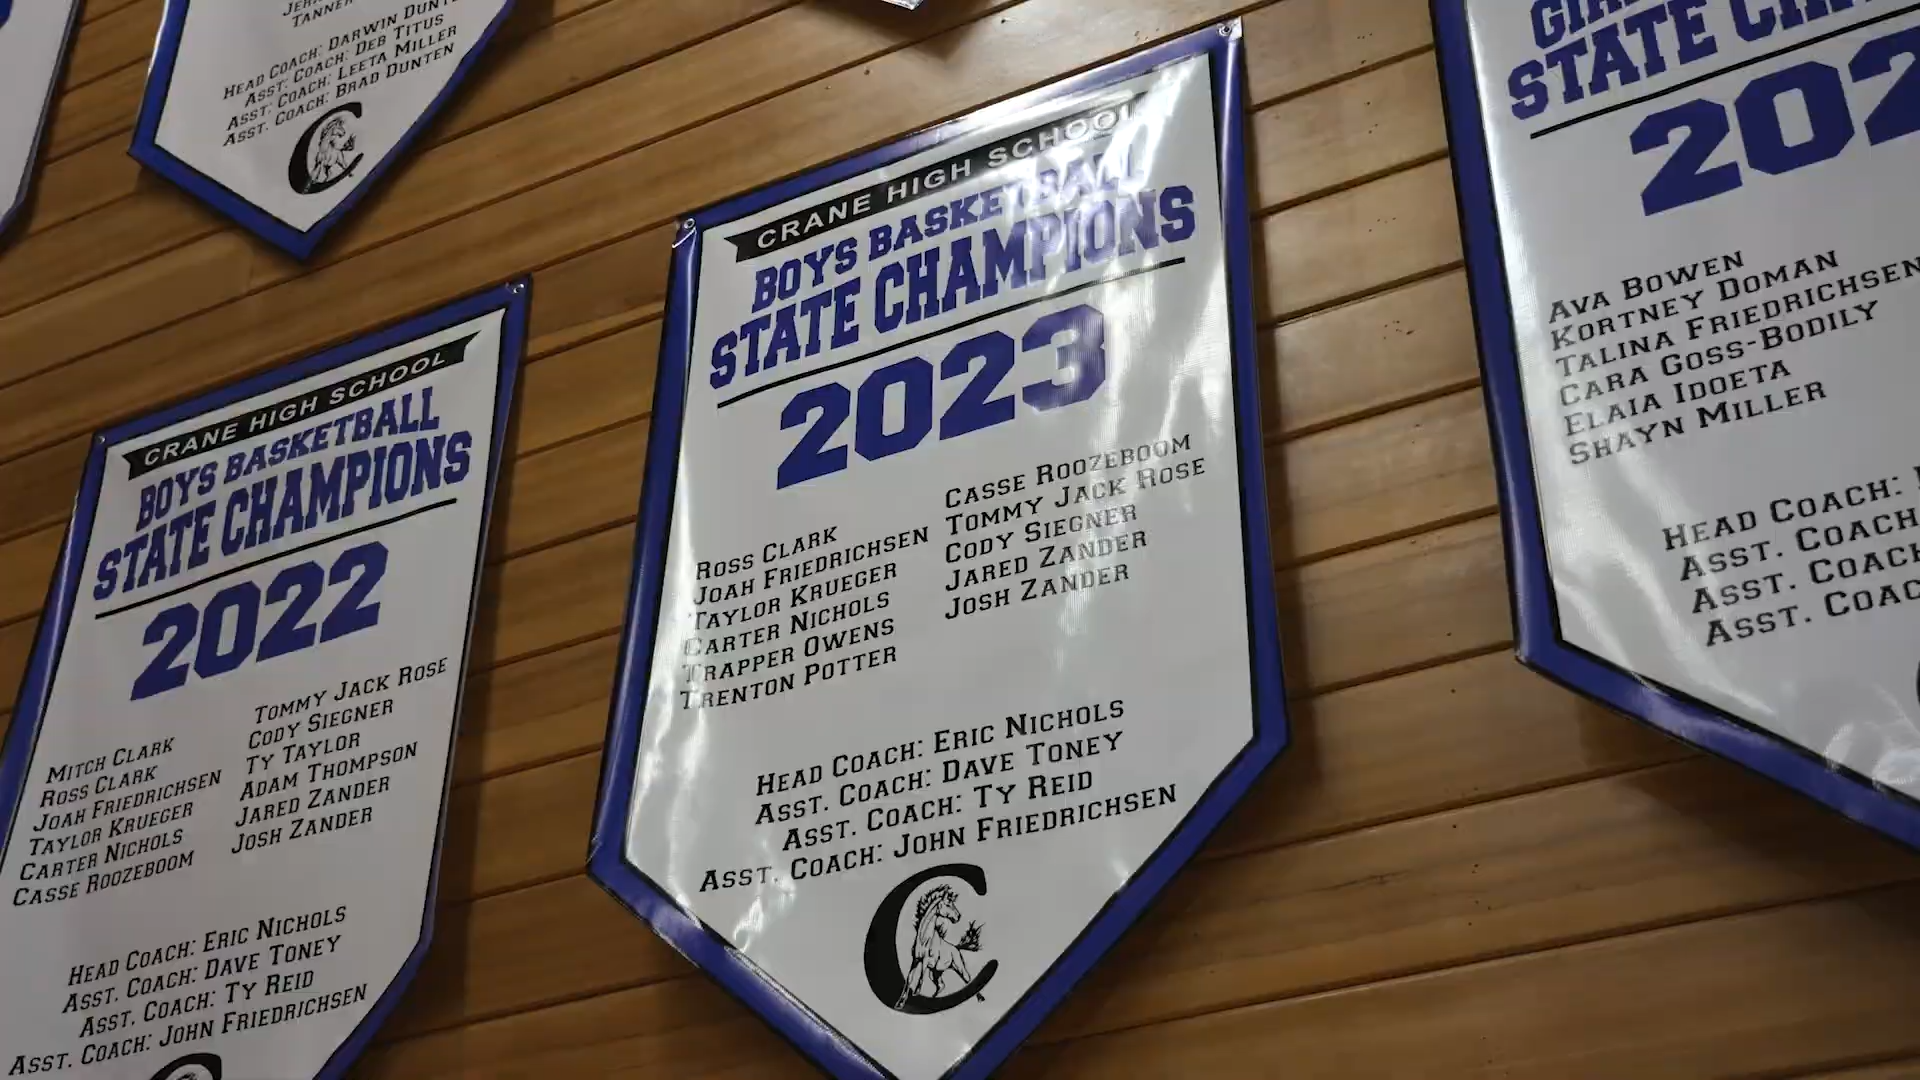 TANNER
HEAD COACH: DARWIN DUNT
ASST. COACH: DEB TITUS
ASST. COACH: LEETA MILLER
ASST. COACH: BRAD DUNTEN
C
CRANE HIGH SCHOOL
BOYS BASKETBALL
STATE CHAMPIONS
2022
MITCH CLARK
ROSS CLARK
JOAH FRIEDRICHSEN
TAYLOR KRUEGER
CARTER NICHOLS
CASSE ROOZEBOOM
TOMMY JACK ROSE
CODY SIEGNER
TY TAYLOR
ADAM THOMPSON
JARED ZANDER
JOSH ZANDER
HEAD COACH: ERIC NICHOLS
ASST. COACH: DAVE TONEY
ASST. COACH: TY REID
ASST. COACH: JOHN FRIEDRICHSEN
CRANE HIGH SCHOOL
BOYS BASKETBALL
STATE CHAMPIONS
2023
ROSS CLARK
JOAH FRIEDRICHSEN
TAYLOR KRUEGER
CARTER NICHOLS
TRAPPER OWENS
TRENTON POTTER
CASSE ROOZEBOOM
TOMMY JACK ROSE
CODY SIEGNER
JARED ZANDER
JOSH ZANDER
HEAD COACH: ERIC NICHOLS
ASST. COACH: DAVE TONEY
ASST. COACH: TY REID
ASST. COACH: JOHN FRIEDRICHSEN
C
STATE
202
AVA BOWEN
KORTNEY DOMAN
TALINA FRIEDRICHSEN
CARA GOSS-BODILY
ELAIA IDOETA
SHAYN MILLER
HEAD COACH:
ASST. COACH
ASST. COACH
ASST. COAC